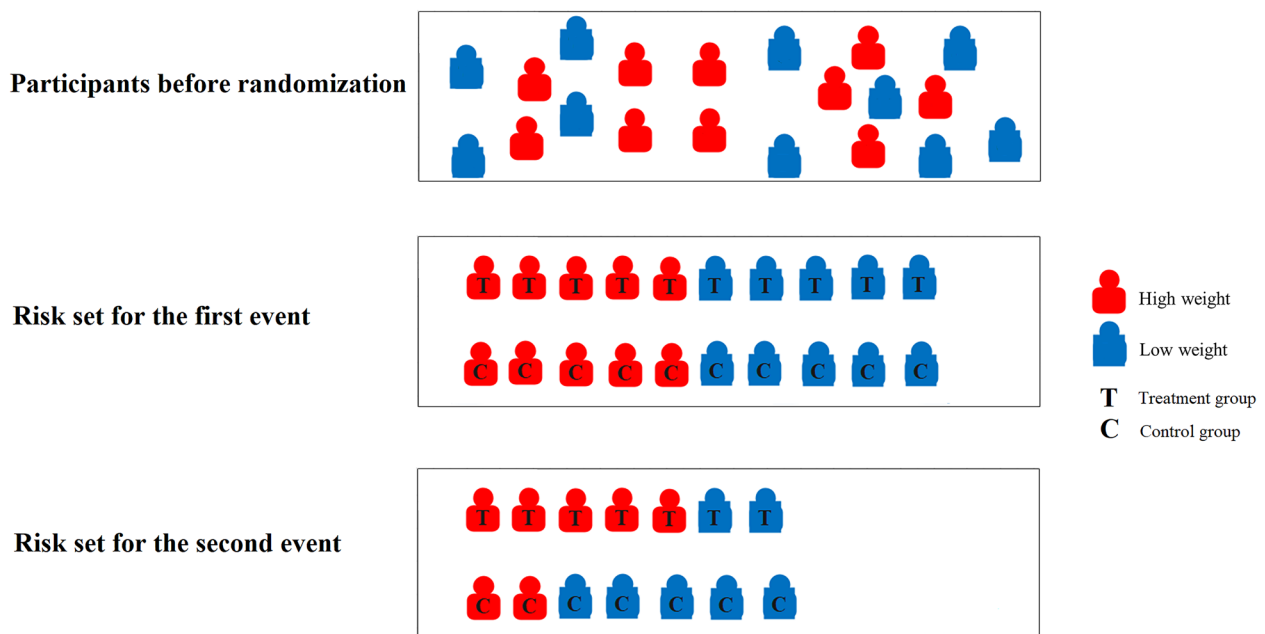 Participants before randomization
Risk set for the first event
T T T T T T T T T T
C C C C C C C C C C
High weight
Low weight
T Treatment group
C Control group
Risk set for the second event
T T T T T T T
C C C C C C C